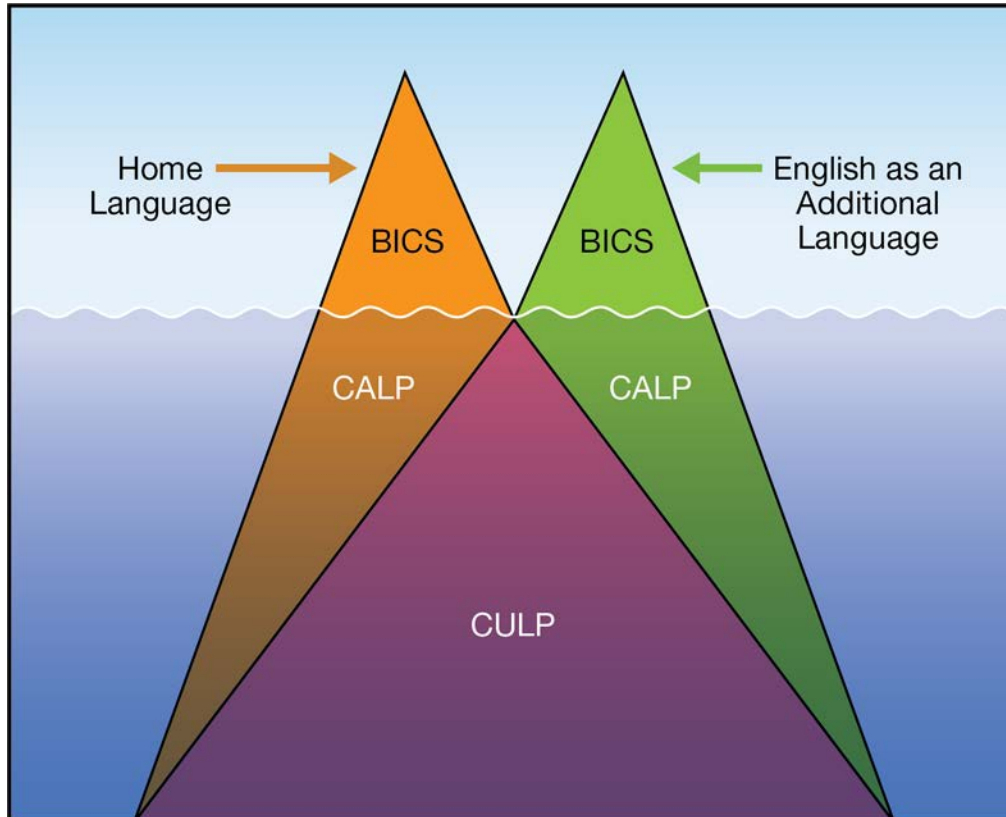 Home
Language
English as an
Additional
Language
BICS
BICS
CALP
CALP
CULP